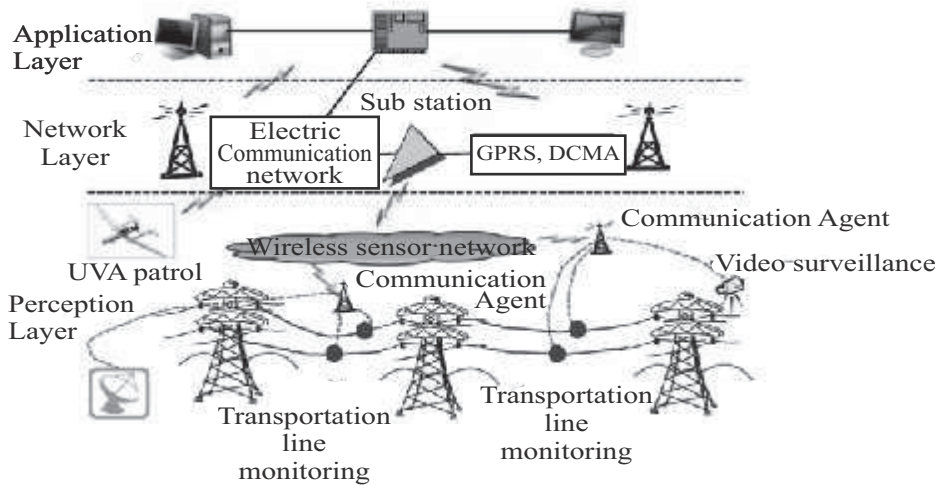 Application
Layer
Sub station
Network
Layer
Electric
Communication
network
GPRS, DCMA
Communication Agent
Wireless sensor network
UVA patrol
Communication
Agent
Video surveillance
Perception
Layer
Transportation
line
monitoring
Transportation
line
monitoring